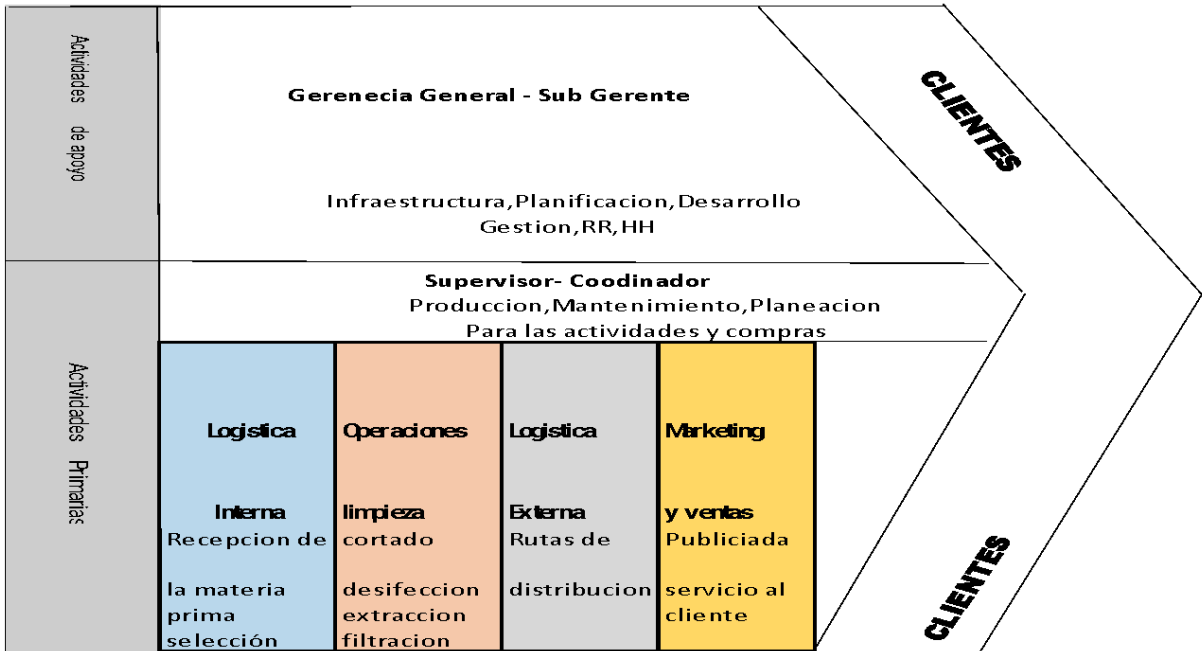 Actividades de apoyo
Gerenecia General - Sub Gerente
Infraestructura,Planificacion,Desarrollo
Gestion,RR,HH
CLIENTES
Actividades Primarias
Supervisor- Coodinador
Produccion,Mantenimiento,Planeacion
Para las actividades y compras
Logistica
Interna
Recepcion de
la materia
prima
selección
Operaciones
limpieza
cortado
desifeccion
extraccion
filtracion
Logistica
Externa
Rutas de
distribucion
Marketing
y ventas
Publiciada
servicio al
cliente
CLIENTES